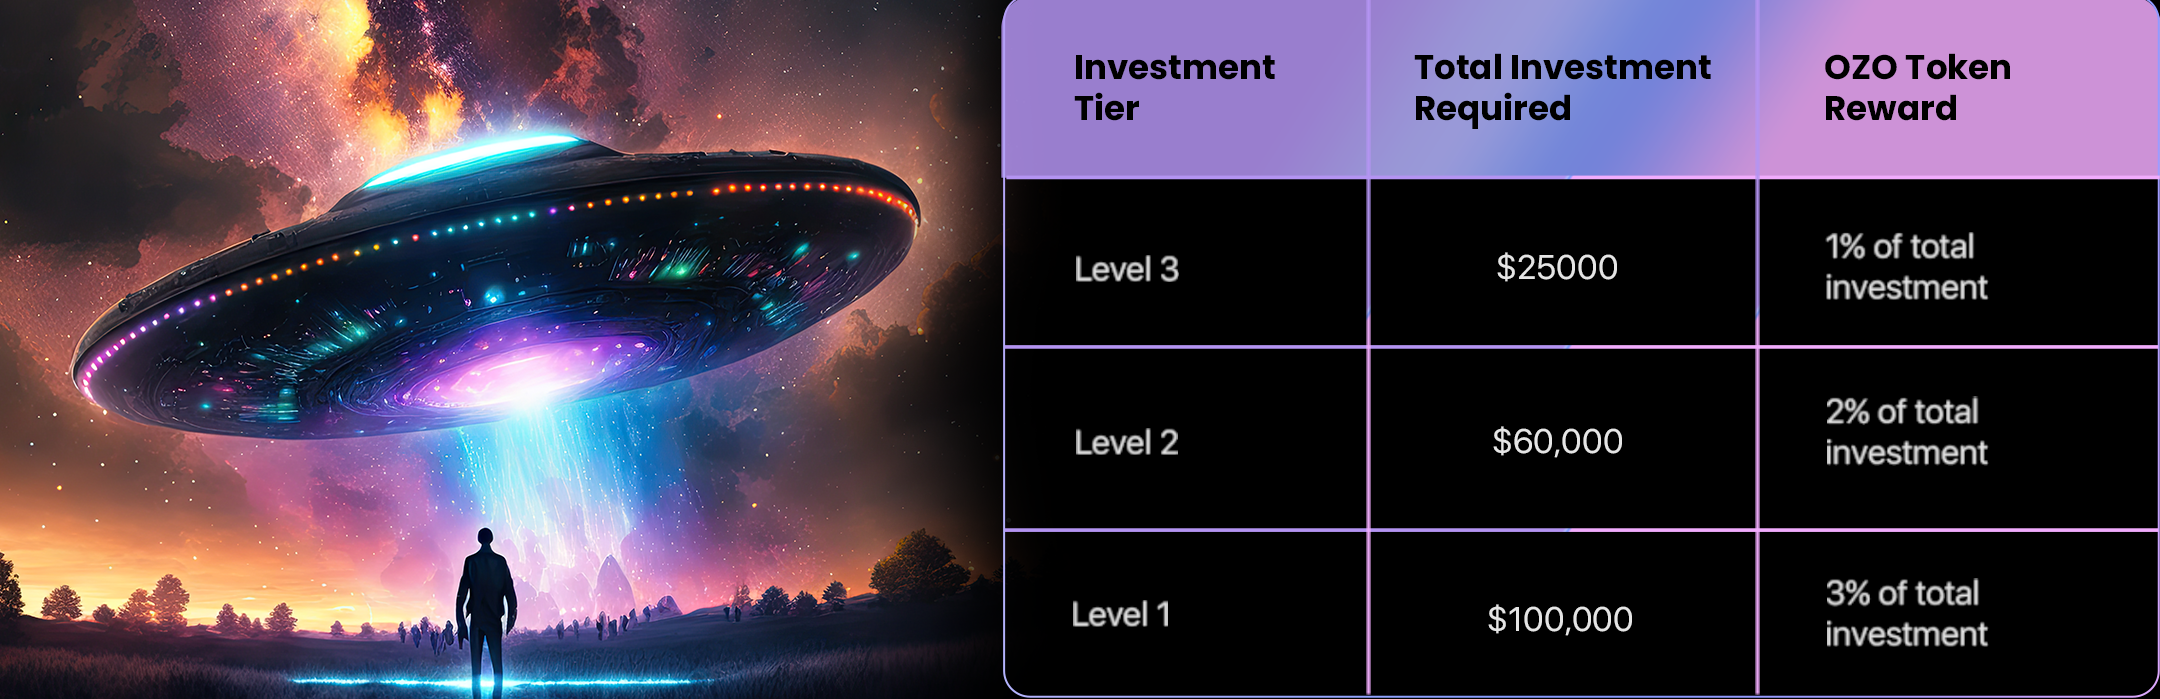 Investment
Tier
Total Investment
Required
OZO Token
Reward
Level 3
$25000
1% of total
investment
Level 2
$60,000
2% of total
investment
Level 1
$100,000
3% of total
investment